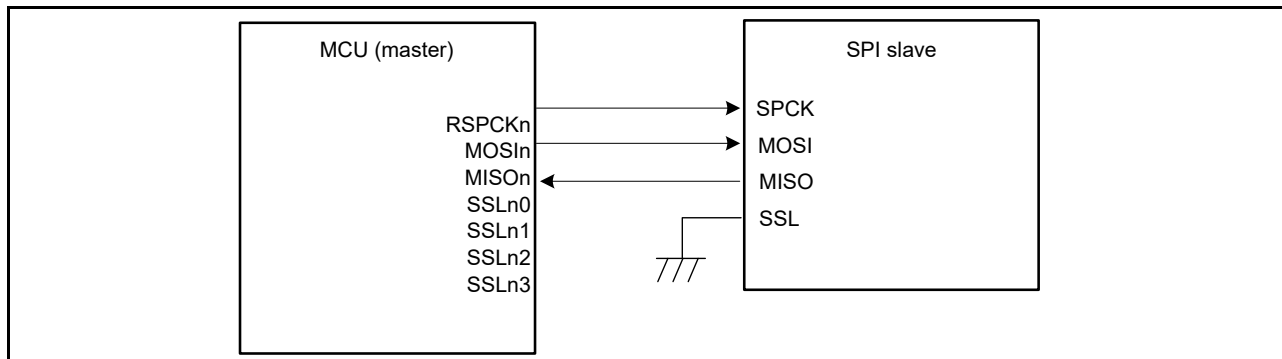 MCU (master)
RSPCKn
MOSIn
MISOn
SSLn0
SSLn1
SSLn2
SSLn3
SPI slave
SPCK
MOSI
MISO
SSL